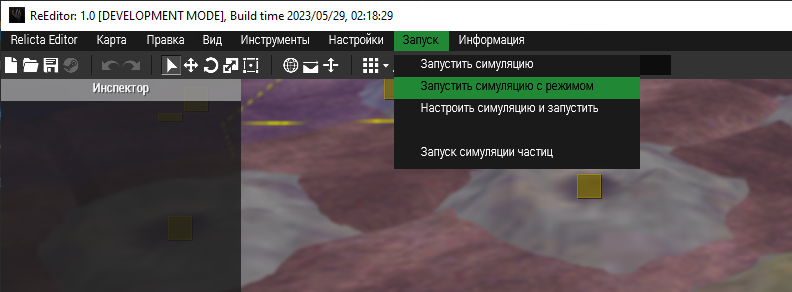 ReEditor: 1.0 [DEVELOPMENT MODE], Build time 2023/05/29, 02:18:29
Relicta Editor Карта Правка Вид Инструменты Настройки Запуск Информация
Запустить симуляцию
Инспектор
Запустить симуляцию с режимом
Настроить симуляцию и запустить
Запуск симуляции частиц